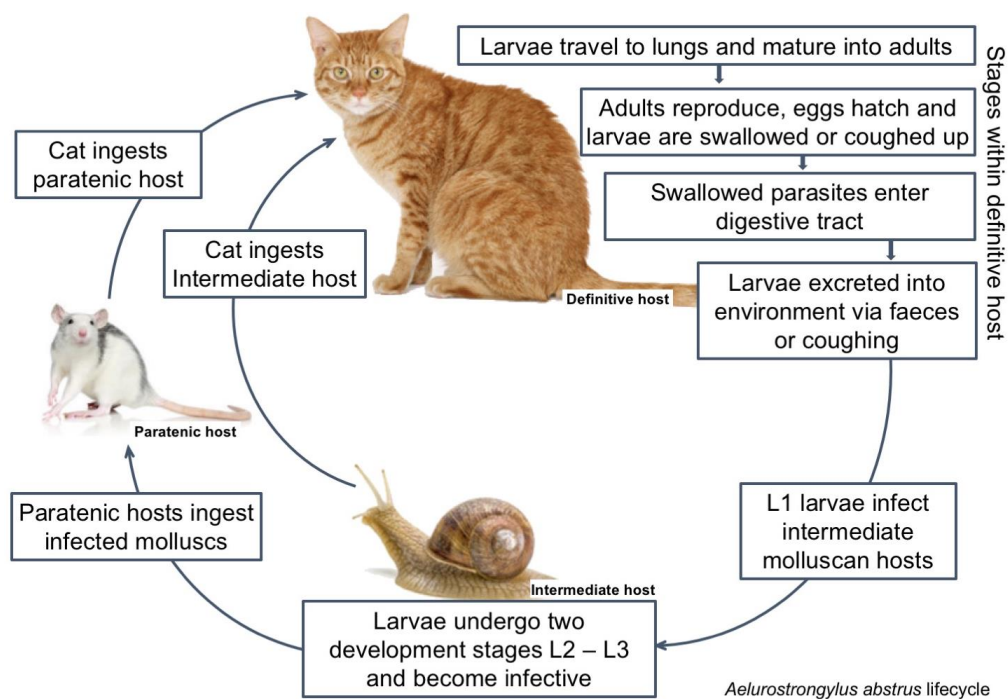 Larvae travel to lungs and mature into adults
Adults reproduce, eggs hatch and
larvae are swallowed or coughed up
Swallowed parasites enter
digestive tract
Larvae excreted into
environment via faeces
or coughing
Stages within definitive host
Definitive host
L1 larvae infect
intermediate
molluscan hosts
Larvae undergo two
development stages L2 – L3
and become infective
Intermediate host
Cat ingests
Intermediate host
Paratenic hosts ingest
infected molluscs
Paratenic host
Cat ingests
paratenic host
Aelurostrongylus abstrus lifecycle